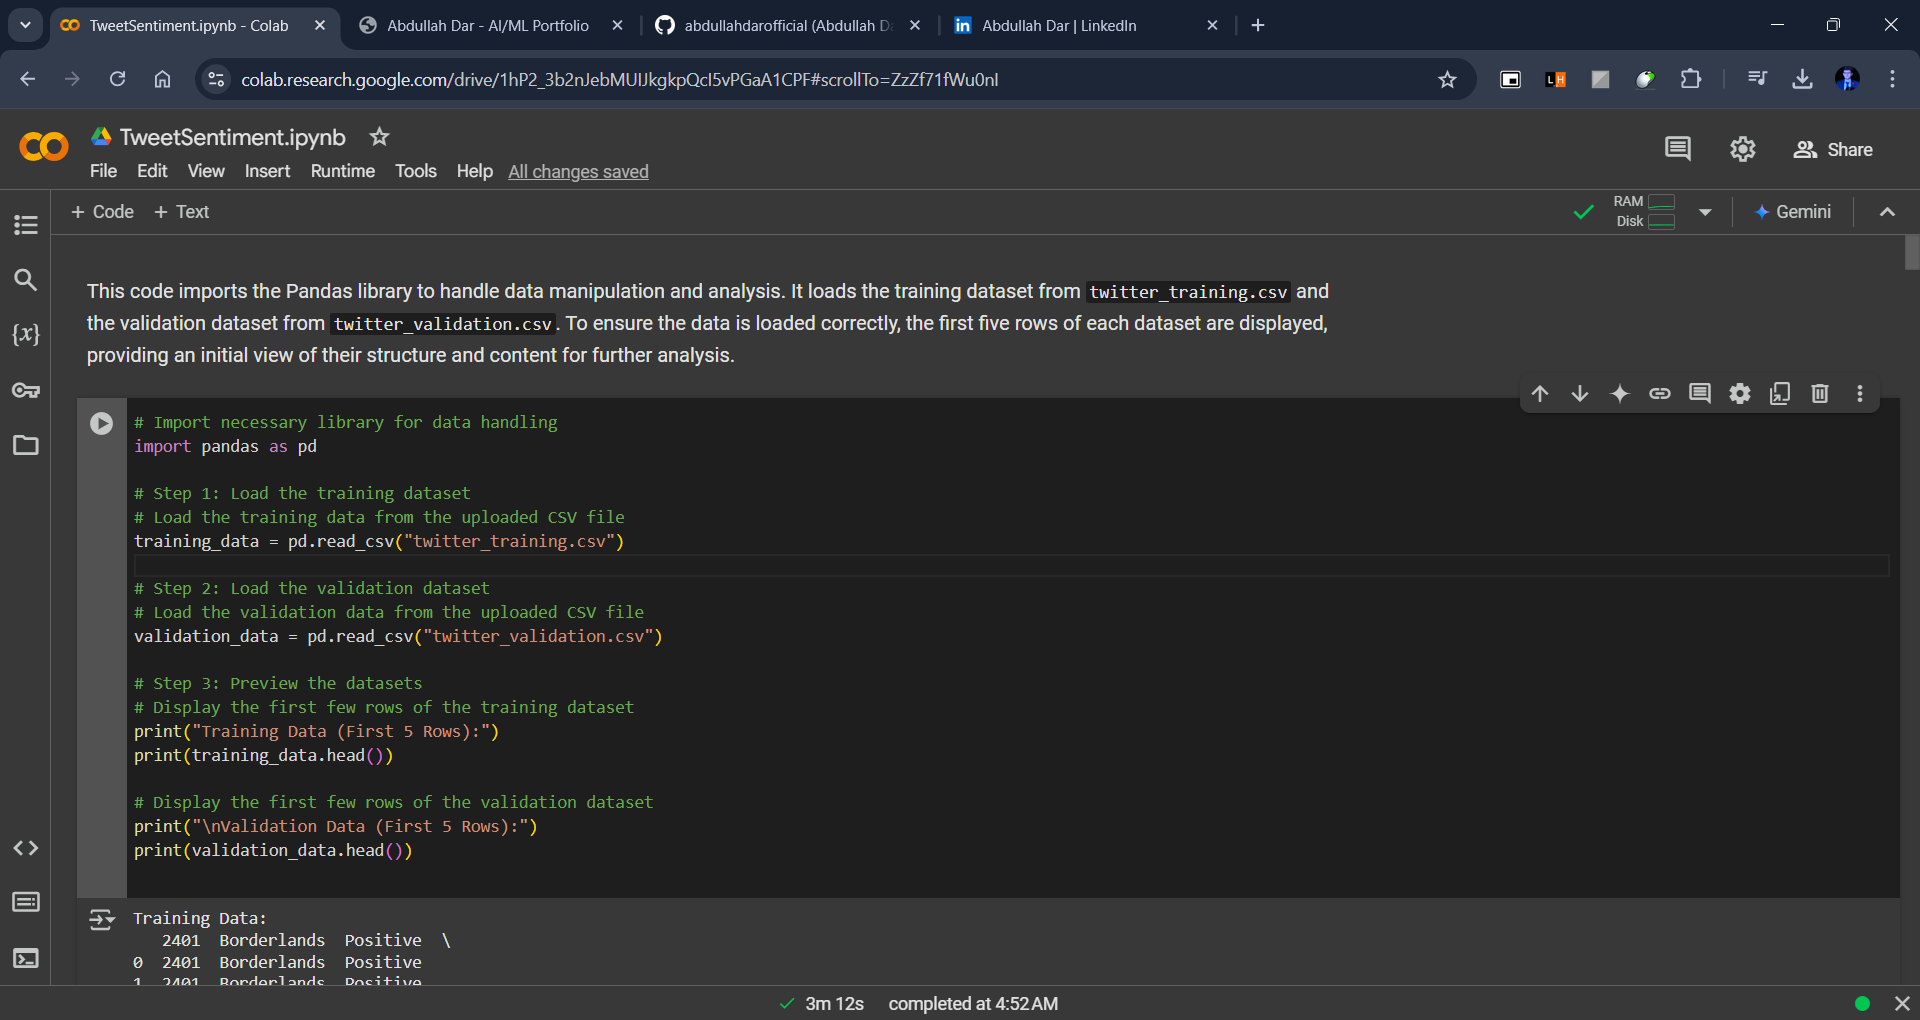 TweetSentiment.ipynb - Colab
Abdullah Dar - AI/ML Portfolio
abdullahdarofficial (Abdullah D
Abdullah Dar | LinkedIn
colab.research.google.com/drive/1hP2_3b2nJebMUIJkgkpQcI5vPGaA1CPF#scrollTo=ZzZf71fWu0nI
LH
TweetSentiment.ipynb
Share
File Edit View Insert Runtime Tools Help All changes saved
+ Code + Text
RAM
Disk
Gemini
This code imports the Pandas library to handle data manipulation and analysis. It loads the training dataset from twitter_training.csv and
the validation dataset from twitter_validation.csv. To ensure the data is loaded correctly, the first five rows of each dataset are displayed,
providing an initial view of their structure and content for further analysis.
# Import necessary library for data handling
import pandas as pd
# Step 1: Load the training dataset
# Load the training data from the uploaded CSV file
training_data = pd.read_csv("twitter_training.csv")
# Step 2: Load the validation dataset
# Load the validation data from the uploaded CSV file
validation_data = pd.read_csv("twitter_validation.csv")
# Step 3: Preview the datasets
# Display the first few rows of the training dataset
print("Training Data (First 5 Rows):")
print(training_data.head())
# Display the first few rows of the validation dataset
print("\nValidation Data (First 5 Rows):")
print(validation_data.head())
Training Data:
2401 Borderlands Positive \
0 2401 Borderlands Positive
1 2401 Borderlands Positive
3m 12s completed at 4:52 AM